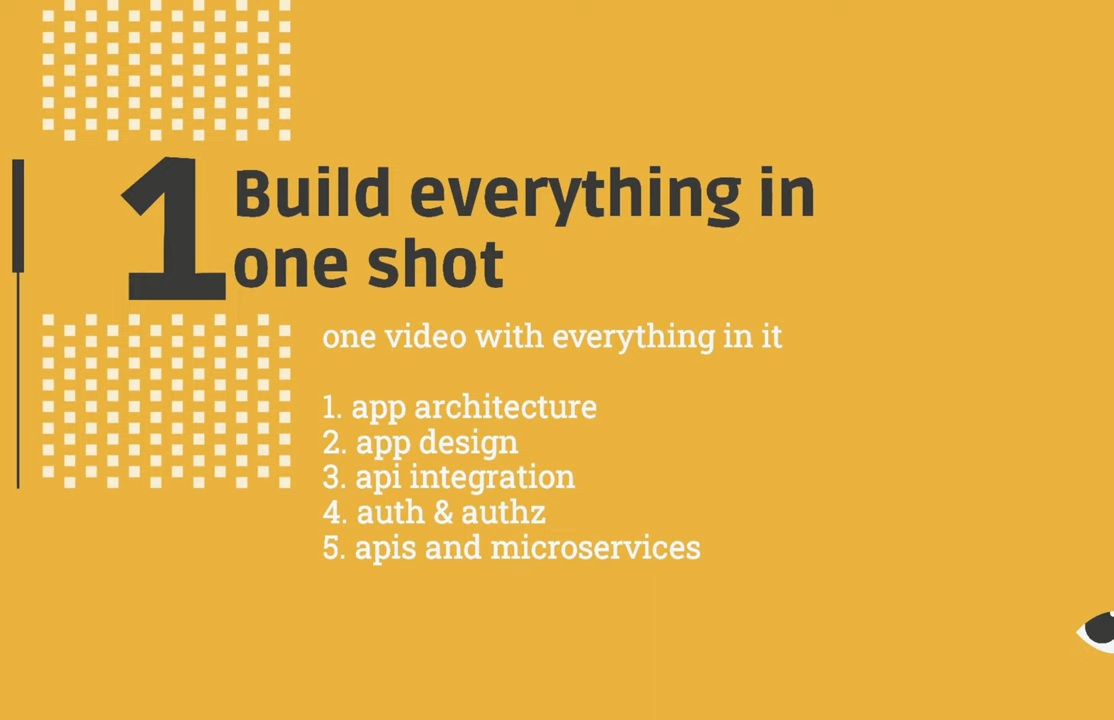 1
Build everything in
one shot
one video with everything in it
1. app architecture
2. app design
3. api integration
4. auth & authz
5. apis and microservices